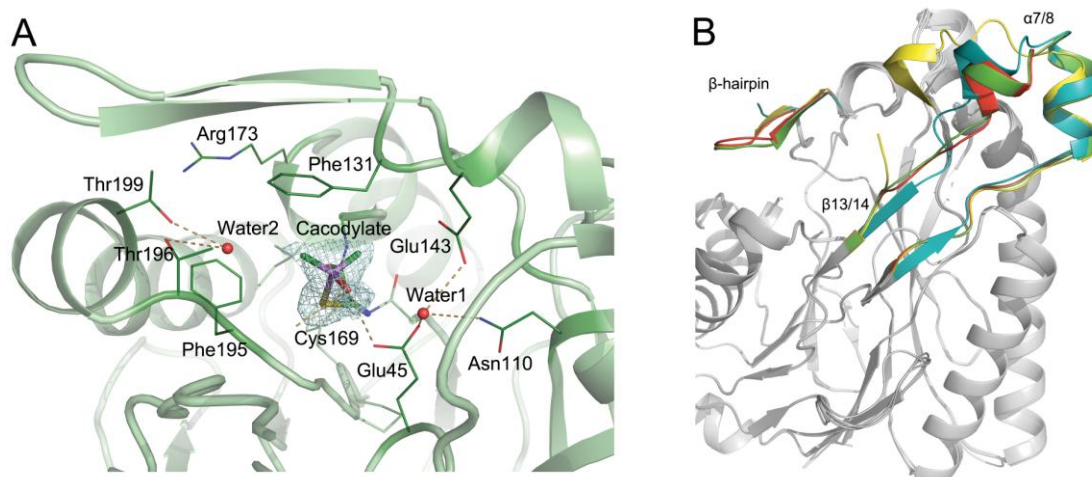 A
Arg173
Phe131
Thr199
Water2
Cacodylate
Thr196
Glu143
Water1
Cys169
Phe195
Glu45
Asn110
B
α7/8
β-hairpin
β13/14